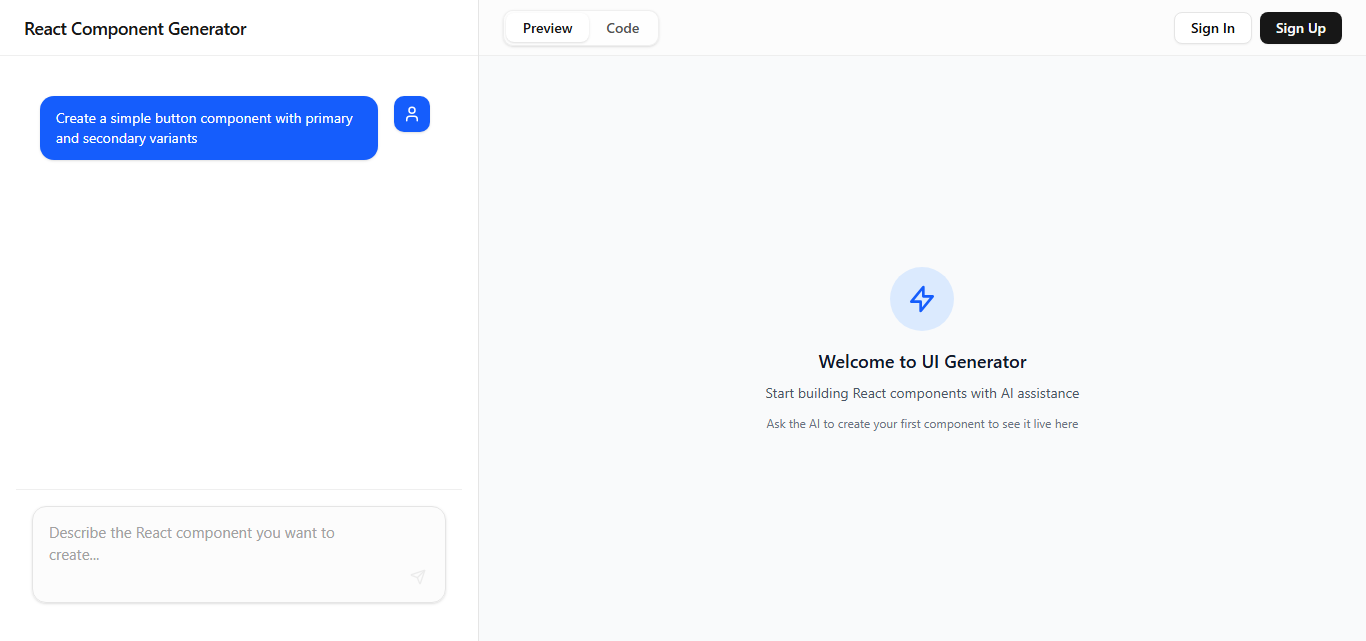 React Component Generator
Preview
Code
Sign In
Sign Up
Create a simple button component with primary
and secondary variants
Welcome to UI Generator
Start building React components with AI assistance
Ask the AI to create your first component to see it live here
Describe the React component you want to
create...